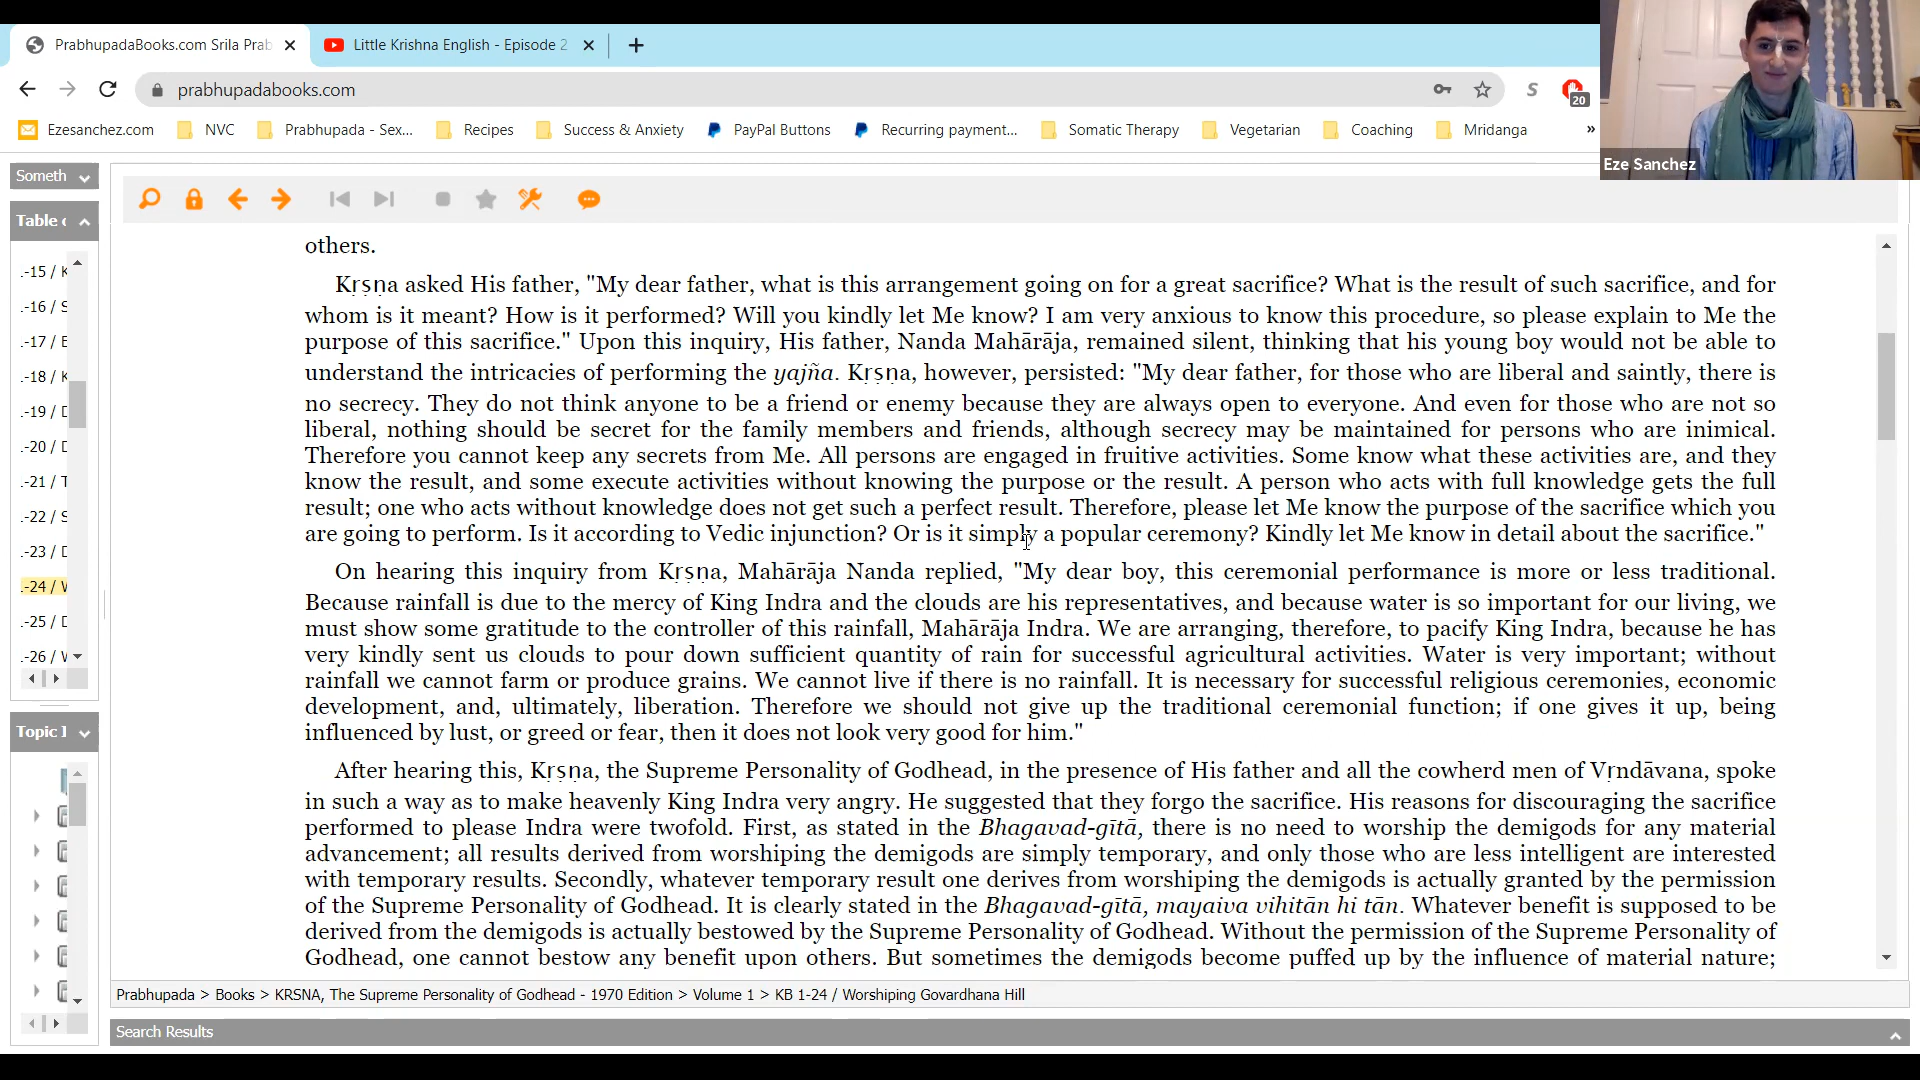 PrabhupadaBooks.com Srila Prab
Little Krishna English - Episode 2
prabhupadabooks.com
20
Ezesanchez.com
NVC
Prabhupada - Sex...
Recipes
Success & Anxiety
PayPal Buttons
Recurring payment...
Somatic Therapy
Vegetarian
Coaching
Mridanga
»
Eze Sanchez
Someth
Table c
.-15 / K
.-16 / S
.-17 / E
.-18 / K
.-19 / D
.-20 / D
.-21 / T
.-22 / S
.-23 / D
.-24 / W
.-25 / D
.-26 / W
Topic I
others.
Kṛṣṇa asked His father, "My dear father, what is this arrangement going on for a great sacrifice? What is the result of such sacrifice, and for
whom is it meant? How is it performed? Will you kindly let Me know? I am very anxious to know this procedure, so please explain to Me the
purpose of this sacrifice." Upon this inquiry, His father, Nanda Mahārāja, remained silent, thinking that his young boy would not be able to
understand the intricacies of performing the yajña. Kṛṣṇa, however, persisted: "My dear father, for those who are liberal and saintly, there is
no secrecy. They do not think anyone to be a friend or enemy because they are always open to everyone. And even for those who are not so
liberal, nothing should be secret for the family members and friends, although secrecy may be maintained for persons who are inimical.
Therefore you cannot keep any secrets from Me. All persons are engaged in fruitive activities. Some know what these activities are, and they
know the result, and some execute activities without knowing the purpose or the result. A person who acts with full knowledge gets the full
result; one who acts without knowledge does not get such a perfect result. Therefore, please let Me know the purpose of the sacrifice which you
are going to perform. Is it according to Vedic injunction? Or is it simply a popular ceremony? Kindly let Me know in detail about the sacrifice."
On hearing this inquiry from Kṛṣṇa, Mahārāja Nanda replied, "My dear boy, this ceremonial performance is more or less traditional.
Because rainfall is due to the mercy of King Indra and the clouds are his representatives, and because water is so important for our living, we
must show some gratitude to the controller of this rainfall, Mahārāja Indra. We are arranging, therefore, to pacify King Indra, because he has
very kindly sent us clouds to pour down sufficient quantity of rain for successful agricultural activities. Water is very important; without
rainfall we cannot farm or produce grains. We cannot live if there is no rainfall. It is necessary for successful religious ceremonies, economic
development, and, ultimately, liberation. Therefore we should not give up the traditional ceremonial function; if one gives it up, being
influenced by lust, or greed or fear, then it does not look very good for him."
After hearing this, Kṛṣṇa, the Supreme Personality of Godhead, in the presence of His father and all the cowherd men of Vṛndāvana, spoke
in such a way as to make heavenly King Indra very angry. He suggested that they forgo the sacrifice. His reasons for discouraging the sacrifice
performed to please Indra were twofold. First, as stated in the Bhagavad-gītā, there is no need to worship the demigods for any material
advancement; all results derived from worshiping the demigods are simply temporary, and only those who are less intelligent are interested
with temporary results. Secondly, whatever temporary result one derives from worshiping the demigods is actually granted by the permission
of the Supreme Personality of Godhead. It is clearly stated in the Bhagavad-gītā, mayaiva vihitān hi tān. Whatever benefit is supposed to be
derived from the demigods is actually bestowed by the Supreme Personality of Godhead. Without the permission of the Supreme Personality of
Godhead, one cannot bestow any benefit upon others. But sometimes the demigods become puffed up by the influence of material nature;
Prabhupada > Books > KRSNA, The Supreme Personality of Godhead - 1970 Edition > Volume 1 > KB 1-24 / Worshiping Govardhana Hill
Search Results